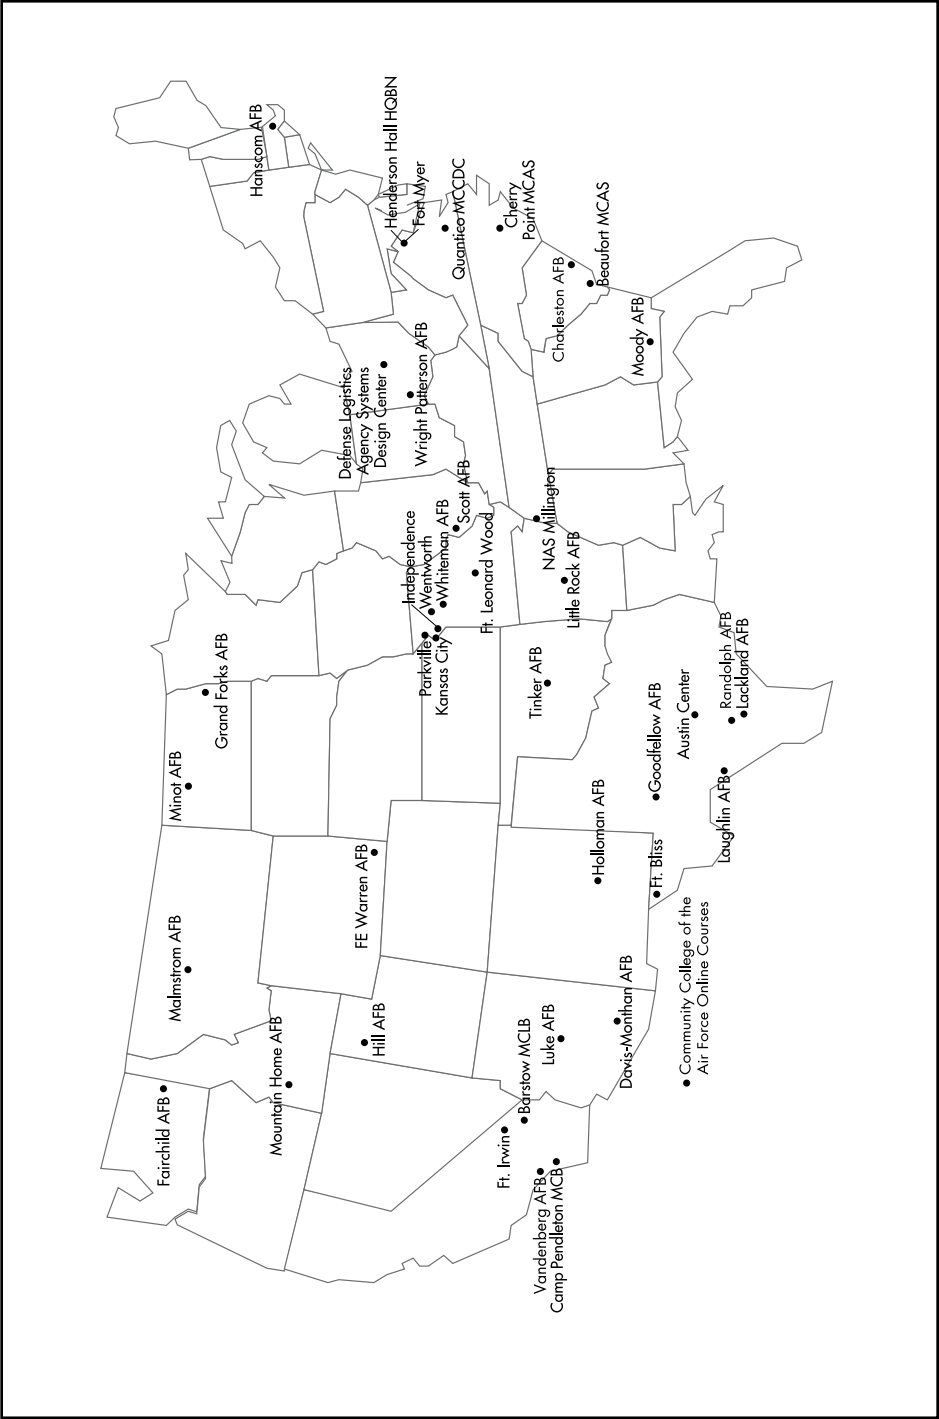 Fairchild AFB
Malmstrom AFB
Minot AFB
Grand Forks AFB
Hanscom AFB
Mountain Home AFB
FE Warren AFB
Hill AFB
Defense Logistics
Agency Systems
Design Center
Wright Patterson AFB
Henderson Hall HQBN
Fort Myer
Quantico MCCDC
Cherry
Point MCAS
Independence
Wentworth
Whiteman AFB
Scott AFB
Parkville
Kansas City
Ft. Leonard Wood
Ft. Irwin
Barstow MCLB
Vandenberg AFB
Camp Pendleton MCB
Luke AFB
Tinker AFB
NAS Millington
Little Rock AFB
Charleston AFB
Beaufort MCAS
Moody AFB
Davis-Monthan AFB
Holloman AFB
Ft. Bliss
Goodfellow AFB
Austin Center
Laughlin AFB
Randolph AFB
Lackland AFB
Community College of the
Air Force Online Courses